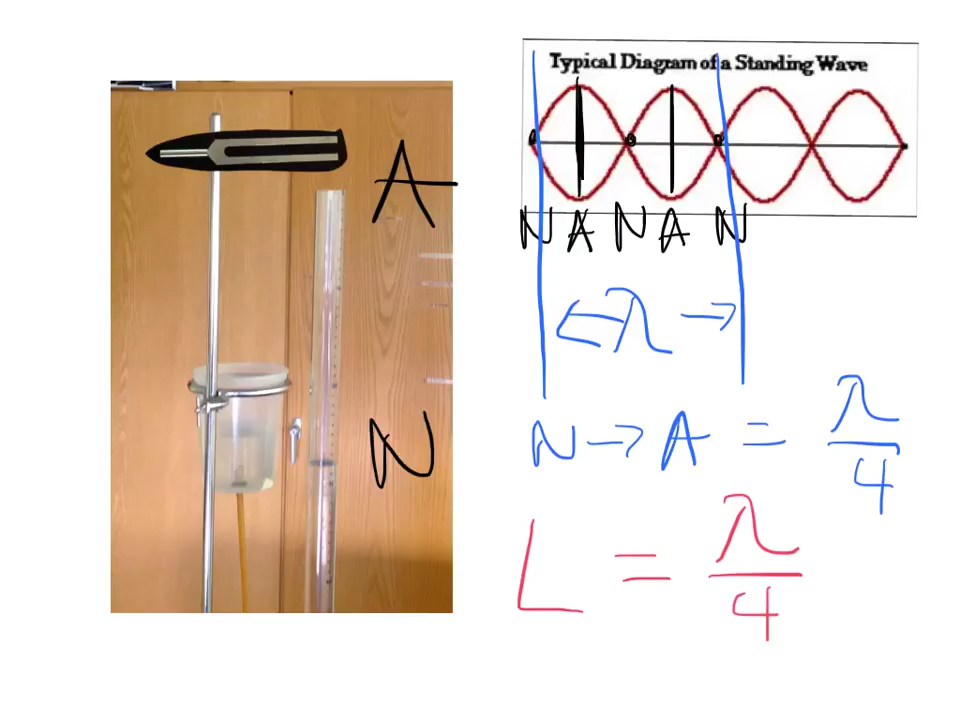 Typical Diagram of a Standing Wave
N A N A N
A
← λ →
N
N → A = λ/4
L = λ/4